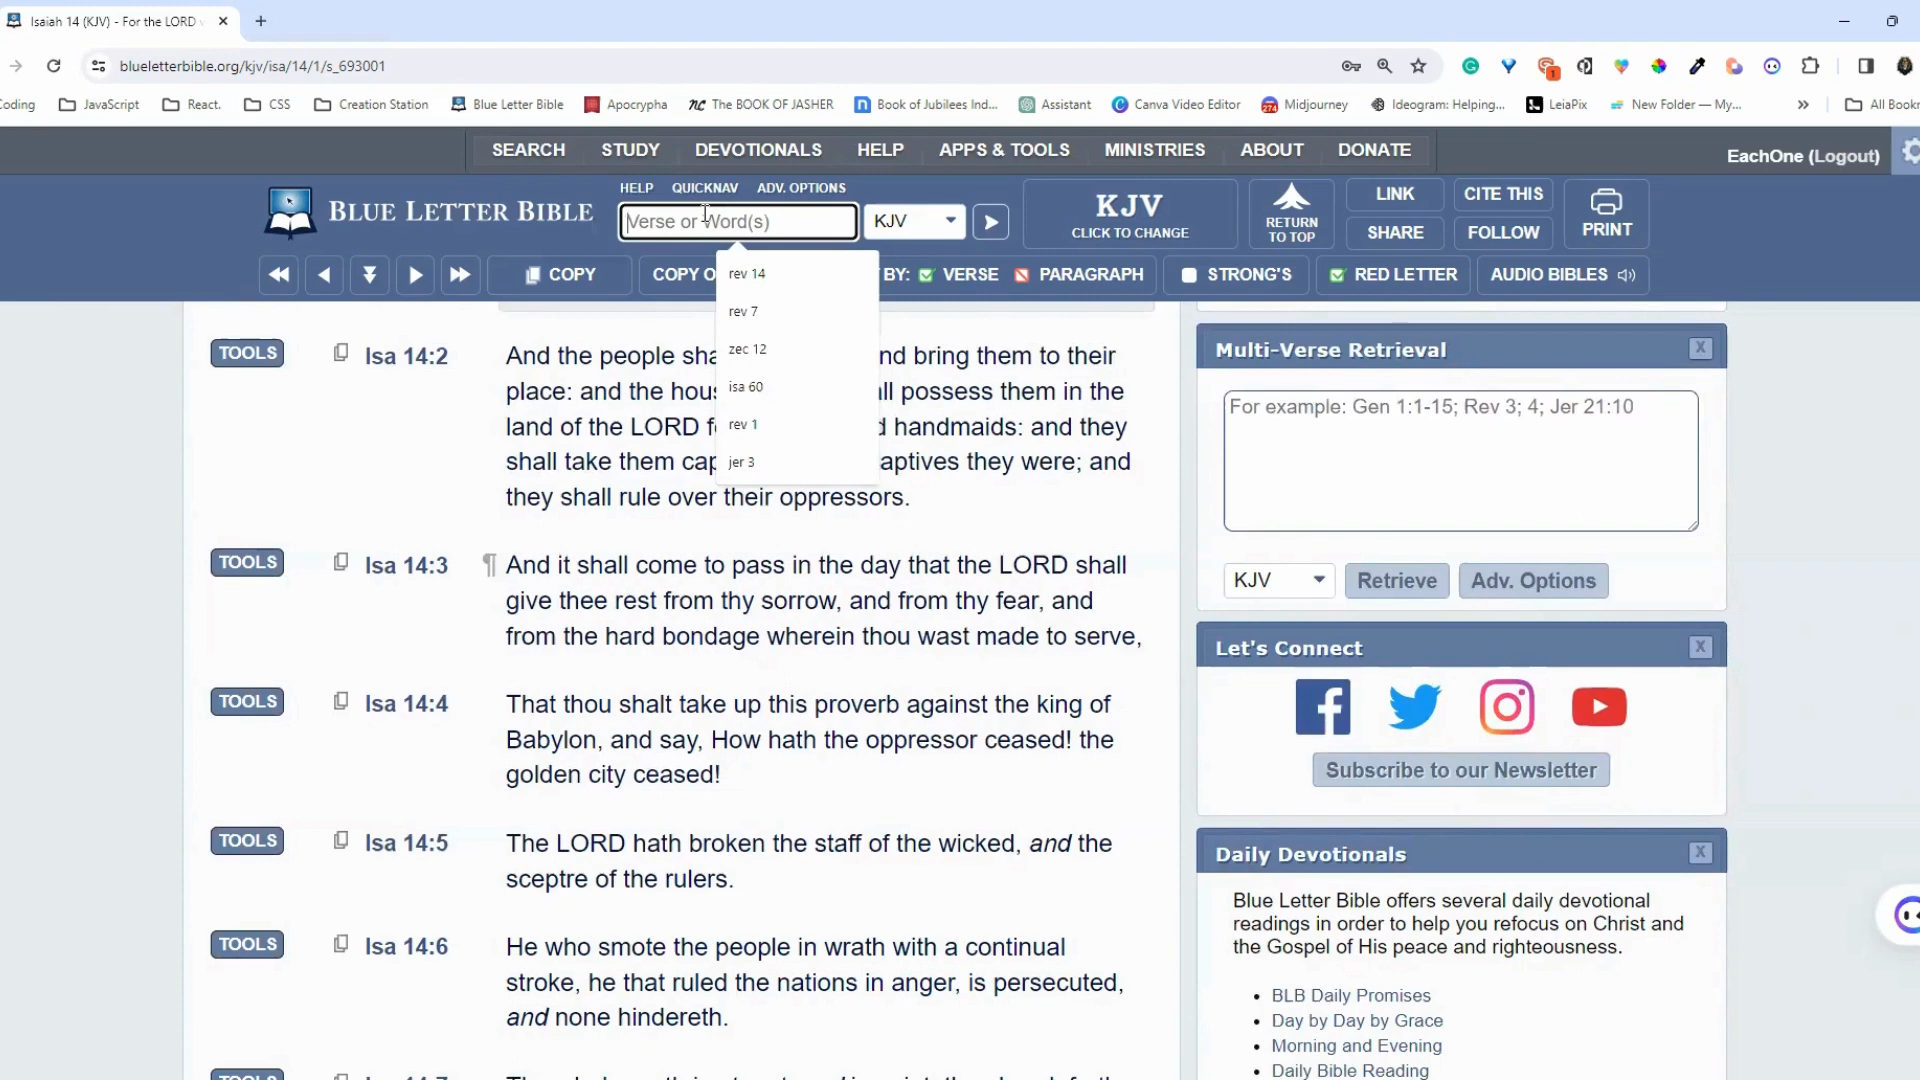 Isaiah 14 (KJV) - For the LORD
blueletterbible.org/kjv/isa/14/1/s_693001
oding JavaScript React. CSS Creation Station Blue Letter Bible Apocrypha The BOOK OF JASHER Book of Jubilees Ind... Assistant Canva Video Editor Midjourney Ideogram: Helping... LeiaPix New Folder — My... » All Book
SEARCH STUDY DEVOTIONALS HELP APPS & TOOLS MINISTRIES ABOUT DONATE
EachOne (Logout)
HELP QUICKNAV ADV. OPTIONS
BLUE LETTER BIBLE
Verse or Word(s)
KJV
KJV
CLICK TO CHANGE
RETURN
TO TOP
LINK
CITE THIS
SHARE
FOLLOW
PRINT
COPY
COPY O
BY: VERSE PARAGRAPH
STRONG'S
RED LETTER
AUDIO BIBLES
rev 14
rev 7
zec 12
isa 60
rev 1
jer 3
TOOLS Isa 14:2 And the people sha nd bring them to their
place: and the hous ll possess them in the
land of the LORD f d handmaids: and they
shall take them cap aptives they were; and
they shall rule over their oppressors.
TOOLS Isa 14:3 ¶ And it shall come to pass in the day that the LORD shall
give thee rest from thy sorrow, and from thy fear, and
from the hard bondage wherein thou wast made to serve,
TOOLS Isa 14:4 That thou shalt take up this proverb against the king of
Babylon, and say, How hath the oppressor ceased! the
golden city ceased!
TOOLS Isa 14:5 The LORD hath broken the staff of the wicked, and the
sceptre of the rulers.
TOOLS Isa 14:6 He who smote the people in wrath with a continual
stroke, he that ruled the nations in anger, is persecuted,
and none hindereth.
Multi-Verse Retrieval X
For example: Gen 1:1-15; Rev 3; 4; Jer 21:10
KJV Retrieve Adv. Options
Let's Connect X
Subscribe to our Newsletter
Daily Devotionals X
Blue Letter Bible offers several daily devotional
readings in order to help you refocus on Christ and
the Gospel of His peace and righteousness.
• BLB Daily Promises
• Day by Day by Grace
• Morning and Evening
• Daily Bible Reading